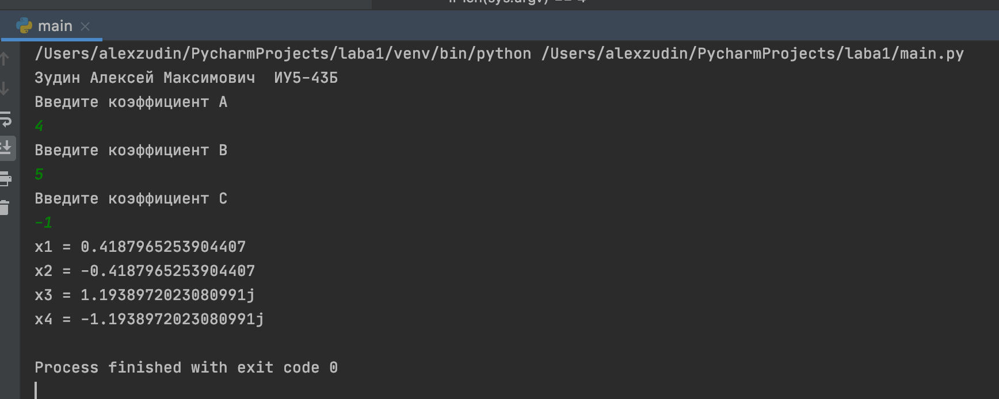 main
/Users/alexzudin/PycharmProjects/laba1/venv/bin/python /Users/alexzudin/PycharmProjects/laba1/main.py
Зудин Алексей Максимович  ИУ5-43Б
Введите коэффициент A
4
Введите коэффициент B
5
Введите коэффициент C
-1
x1 = 0.4187965253904407
x2 = -0.4187965253904407
x3 = 1.1938972023080991j
x4 = -1.1938972023080991j
Process finished with exit code 0